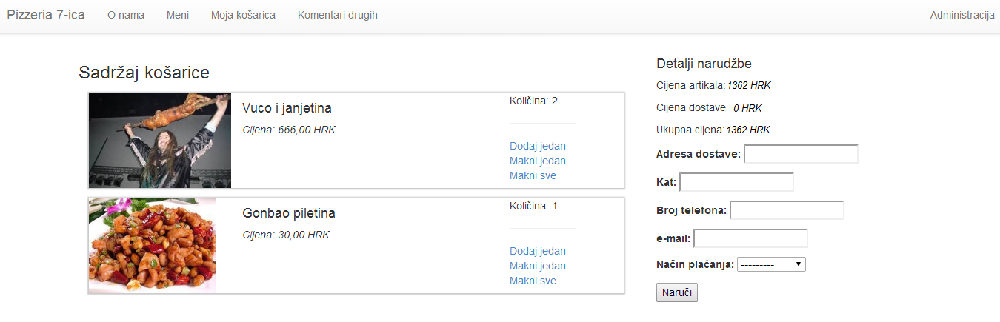 Pizzeria 7-ica O nama Meni Moja košarica Komentari drugih Administracija
Sadržaj košarice
Vuco i janjetina
Cijena: 666,00 HRK
Količina: 2
Dodaj jedan
Makni jedan
Makni sve
Gonbao piletina
Cijena: 30,00 HRK
Količina: 1
Dodaj jedan
Makni jedan
Makni sve
Detalji narudžbe
Cijena artikala: 1362 HRK
Cijena dostave 0 HRK
Ukupna cijena: 1362 HRK
Adresa dostave:
Kat:
Broj telefona:
e-mail:
Način plaćanja: ---------
Naruči